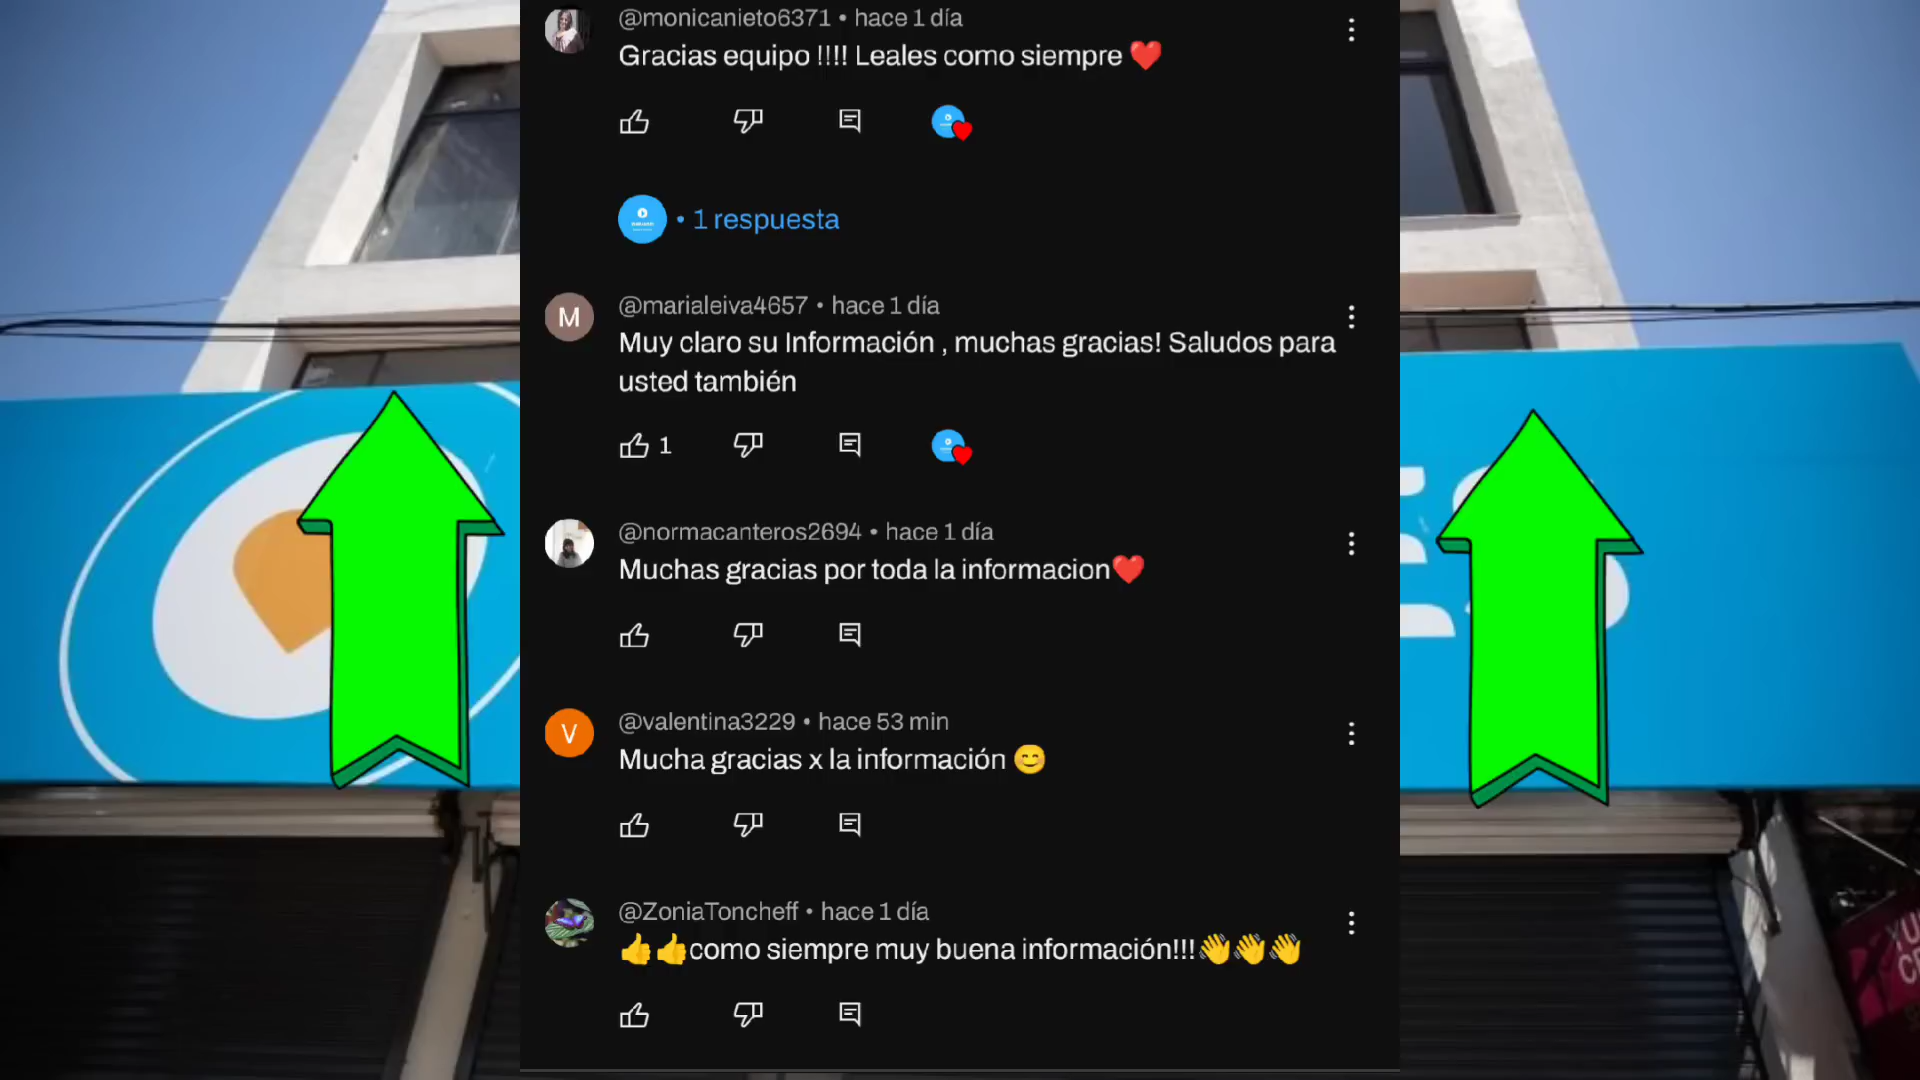 @monicanieto6371 • hace 1 día
Gracias equipo !!!! Leales como siempre ❤️
• 1 respuesta
@marialeiva4657 • hace 1 día
Muy claro su Información , muchas gracias! Saludos para
usted también
1
@normacanteros2694 • hace 1 día
Muchas gracias por toda la informacion❤️
@valentina3229 • hace 53 min
Mucha gracias x la información 😊
@ZoniaToncheff • hace 1 día
👍👍como siempre muy buena información!!!👋👋👋